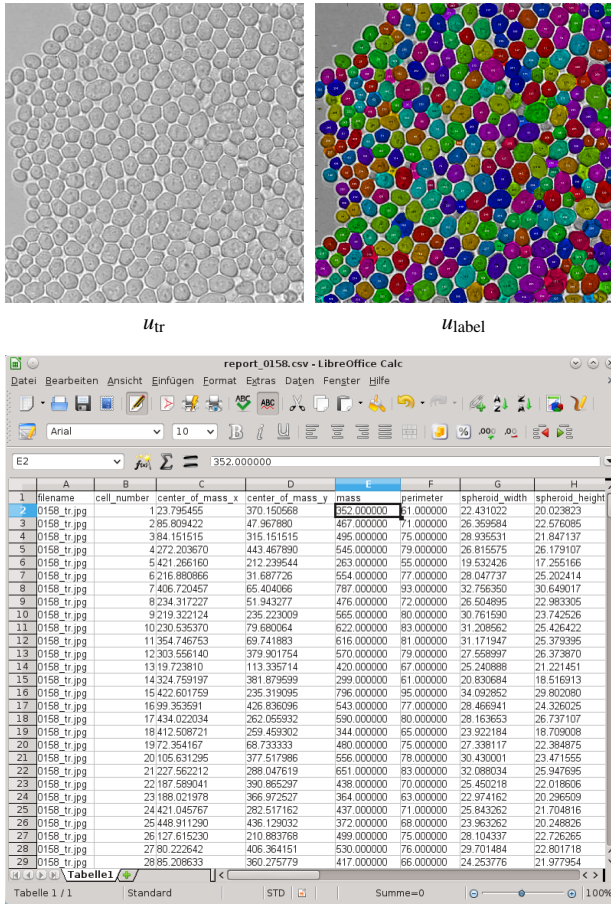 u_tr
u_label
report_0158.csv - LibreOffice Calc
Datei Bearbeiten Ansicht Einfügen Format Extras Daten Fenster Hilfe
Arial 10
E2 352.000000
A B C D E F G H
1 filename cell_number center_of_mass_x center_of_mass_y mass perimeter spheroid_width spheroid_height
2 0158_tr.jpg 1 23.795455 370.150568 352.000000 61.000000 22.431022 20.023823
3 0158_tr.jpg 2 85.809422 47.967880 467.000000 71.000000 26.359584 22.576085
4 0158_tr.jpg 3 84.151515 315.151515 495.000000 75.000000 28.935531 21.847137
5 0158_tr.jpg 4 272.203670 443.467890 545.000000 79.000000 26.815575 26.179107
6 0158_tr.jpg 5 421.266160 212.239544 263.000000 55.000000 19.532426 17.255166
7 0158_tr.jpg 6 216.880866 31.687726 554.000000 77.000000 28.047737 25.202414
8 0158_tr.jpg 7 406.720457 65.404066 787.000000 93.000000 32.756350 30.649017
9 0158_tr.jpg 8 234.317227 51.943277 476.000000 72.000000 26.504895 22.983305
10 0158_tr.jpg 9 219.322124 235.223009 565.000000 80.000000 30.761590 23.742526
11 0158_tr.jpg 10 230.535370 79.680064 622.000000 83.000000 31.208562 25.426422
12 0158_tr.jpg 11 354.746753 69.741883 616.000000 81.000000 31.171947 25.379395
13 0158_tr.jpg 12 303.556140 379.901754 570.000000 79.000000 27.558997 26.373870
14 0158_tr.jpg 13 19.723810 113.335714 420.000000 67.000000 25.240888 21.221451
15 0158_tr.jpg 14 324.759197 381.879599 299.000000 61.000000 20.830684 18.516913
16 0158_tr.jpg 15 422.601759 235.319095 796.000000 95.000000 34.092852 29.802080
17 0158_tr.jpg 16 99.353591 426.836096 543.000000 77.000000 28.466941 24.326025
18 0158_tr.jpg 17 434.022034 262.055932 590.000000 80.000000 28.163653 26.737107
19 0158_tr.jpg 18 412.508721 259.459302 344.000000 65.000000 23.922184 18.709008
20 0158_tr.jpg 19 72.354167 68.733333 480.000000 75.000000 27.338117 22.384875
21 0158_tr.jpg 20 105.631295 377.517986 556.000000 78.000000 30.430001 23.471555
22 0158_tr.jpg 21 227.562212 288.047619 651.000000 83.000000 32.088034 25.947695
23 0158_tr.jpg 22 187.589041 390.865297 438.000000 70.000000 25.450218 22.018606
24 0158_tr.jpg 23 188.021978 366.972527 364.000000 63.000000 22.974162 20.296509
25 0158_tr.jpg 24 421.045767 282.517162 437.000000 71.000000 25.843262 21.704816
26 0158_tr.jpg 25 448.911290 436.129032 372.000000 68.000000 23.963262 20.248826
27 0158_tr.jpg 26 127.615230 210.883768 499.000000 75.000000 28.104337 22.726265
28 0158_tr.jpg 27 80.222642 406.364151 530.000000 76.000000 29.701484 22.801718
29 0158_tr.jpg 28 85.208633 360.275779 417.000000 66.000000 24.253776 21.977954
Tabelle1
Tabelle 1 / 1 Standard STD Summe=0 100%